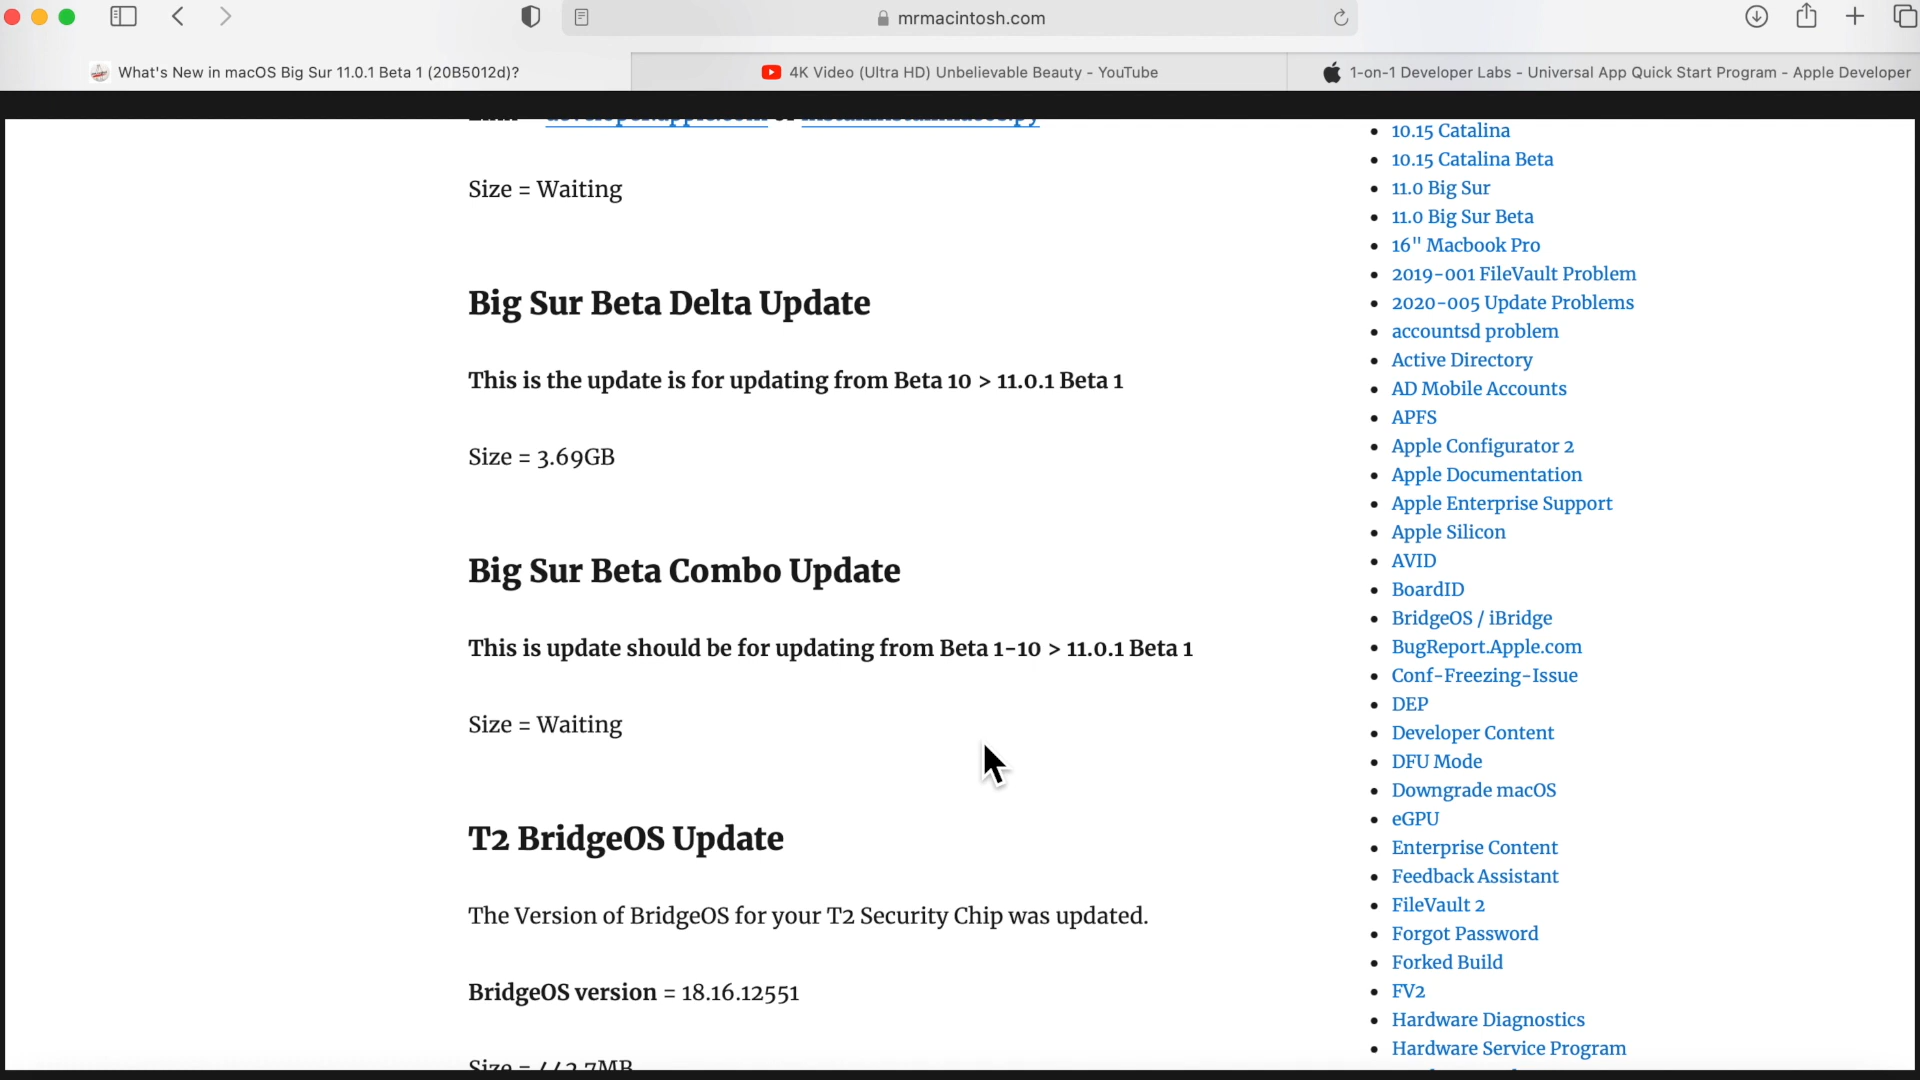 mrmacintosh.com
What's New in macOS Big Sur 11.0.1 Beta 1 (20B5012d)?
4K Video (Ultra HD) Unbelievable Beauty - YouTube
1-on-1 Developer Labs - Universal App Quick Start Program - Apple Developer
Size = Waiting
Big Sur Beta Delta Update
This is the update is for updating from Beta 10 > 11.0.1 Beta 1
Size = 3.69GB
Big Sur Beta Combo Update
This is update should be for updating from Beta 1-10 > 11.0.1 Beta 1
Size = Waiting
T2 BridgeOS Update
The Version of BridgeOS for your T2 Security Chip was updated.
BridgeOS version = 18.16.12551
Size = 442.7MB
10.15 Catalina
10.15 Catalina Beta
11.0 Big Sur
11.0 Big Sur Beta
16" Macbook Pro
2019-001 FileVault Problem
2020-005 Update Problems
accountsd problem
Active Directory
AD Mobile Accounts
APFS
Apple Configurator 2
Apple Documentation
Apple Enterprise Support
Apple Silicon
AVID
BoardID
BridgeOS / iBridge
BugReport.Apple.com
Conf-Freezing-Issue
DEP
Developer Content
DFU Mode
Downgrade macOS
eGPU
Enterprise Content
Feedback Assistant
FileVault 2
Forgot Password
Forked Build
FV2
Hardware Diagnostics
Hardware Service Program